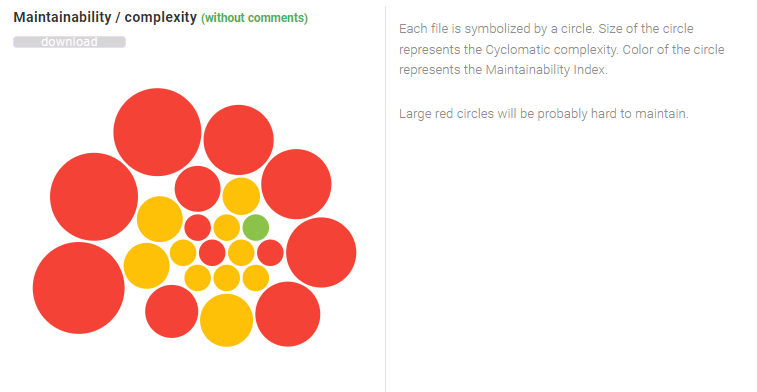 Maintainability / complexity (without comments)
download
Each file is symbolized by a circle. Size of the circle
represents the Cyclomatic complexity. Color of the circle
represents the Maintainability Index.
Large red circles will be probably hard to maintain.